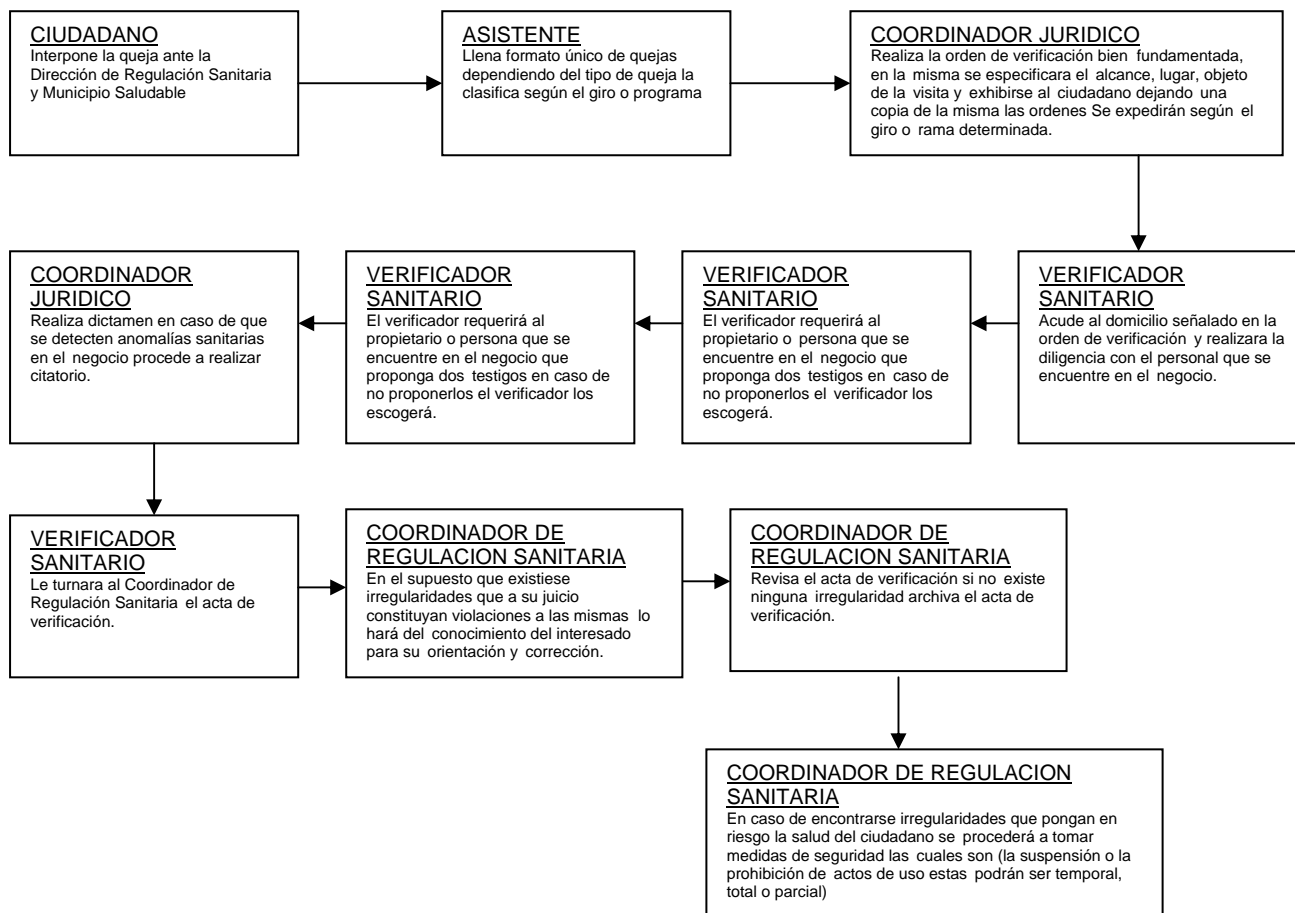 CIUDADANO
Interpone la queja ante la
Dirección de Regulación Sanitaria
y Municipio Saludable
ASISTENTE
Llena formato único de quejas
dependiendo del tipo de queja la
clasifica según el giro o programa
COORDINADOR JURIDICO
Realiza la orden de verificación bien fundamentada,
en la misma se especificara el alcance, lugar, objeto
de la visita y exhibirse al ciudadano dejando una
copia de la misma las ordenes Se expedirán según el
giro o rama determinada.
VERIFICADOR
SANITARIO
Acude al domicilio señalado en la
orden de verificación y realizara la
diligencia con el personal que se
encuentre en el negocio.
VERIFICADOR
SANITARIO
El verificador requerirá al
propietario o persona que se
encuentre en el negocio que
proponga dos testigos en caso de
no proponerlos el verificador los
escogerá.
VERIFICADOR
SANITARIO
El verificador requerirá al
propietario o persona que se
encuentre en el negocio que
proponga dos testigos en caso de
no proponerlos el verificador los
escogerá.
COORDINADOR
JURIDICO
Realiza dictamen en caso de que
se detecten anomalías sanitarias
en el negocio procede a realizar
citatorio.
VERIFICADOR
SANITARIO
Le turnara al Coordinador de
Regulación Sanitaria el acta de
verificación.
COORDINADOR DE
REGULACION SANITARIA
En el supuesto que existiese
irregularidades que a su juicio
constituyan violaciones a las mismas lo
hará del conocimiento del interesado
para su orientación y corrección.
COORDINADOR DE
REGULACION SANITARIA
Revisa el acta de verificación si no existe
ninguna irregularidad archiva el acta de
verificación.
COORDINADOR DE REGULACION
SANITARIA
En caso de encontrarse irregularidades que pongan en
riesgo la salud del ciudadano se procederá a tomar
medidas de seguridad las cuales son (la suspensión o la
prohibición de actos de uso estas podrán ser temporal,
total o parcial)